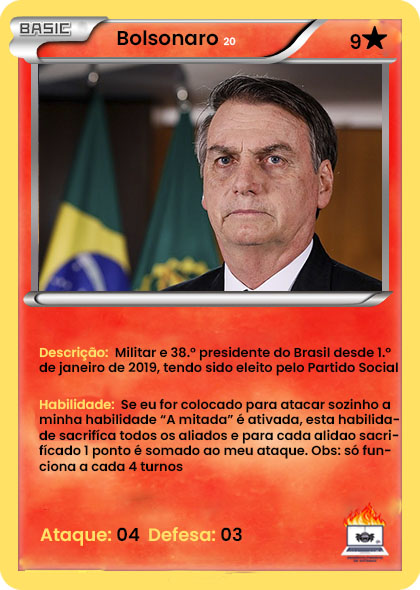 BASIC
Bolsonaro 20
9★
Descrição: Militar e 38.º presidente do Brasil desde 1.º
de janeiro de 2019, tendo sido eleito pelo Partido Social
Habilidade: Se eu for colocado para atacar sozinho a
minha habilidade “A mitada” é ativada, esta habilida-
de sacrifíca todos os aliados e para cada alidao sacri-
fícado 1 ponto é somado ao meu ataque. Obs: só fun-
ciona a cada 4 turnos
Ataque: 04 Defesa: 03